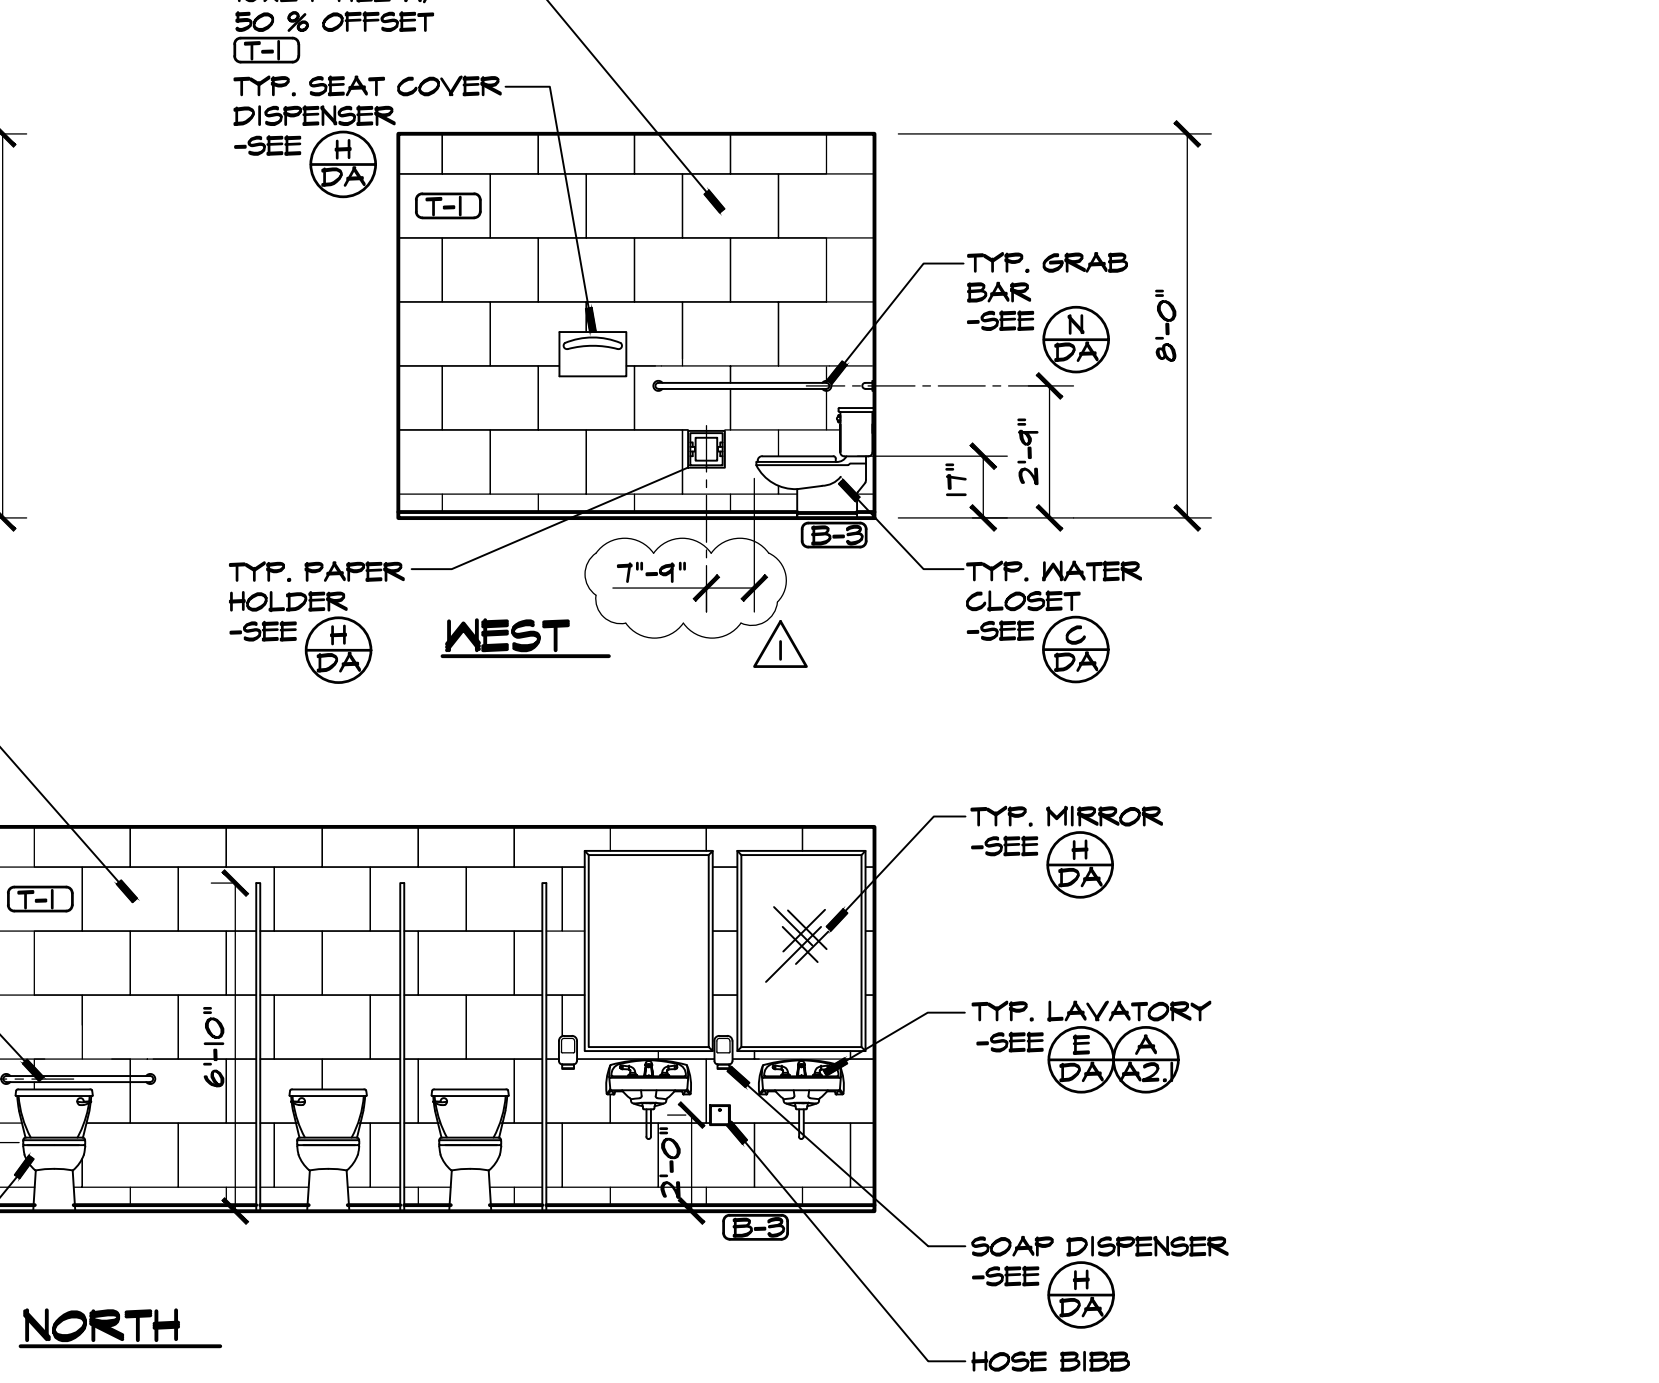 50 % OFFSET
T-1
TYP. SEAT COVER
DISPENSER
-SEE H
DA
T-1
TYP. GRAB
BAR
-SEE N
DA
8'-0"
2'-9"
17"
B-3
7"-9"
TYP. PAPER
HOLDER
-SEE H
DA
WEST
1
TYP. WATER
CLOSET
-SEE C
DA
TYP. MIRROR
-SEE H
DA
T-1
6'-10"
TYP. LAVATORY
-SEE E A
DA A2.1
2'-0"
B-3
SOAP DISPENSER
-SEE H
DA
NORTH
HOSE BIBB